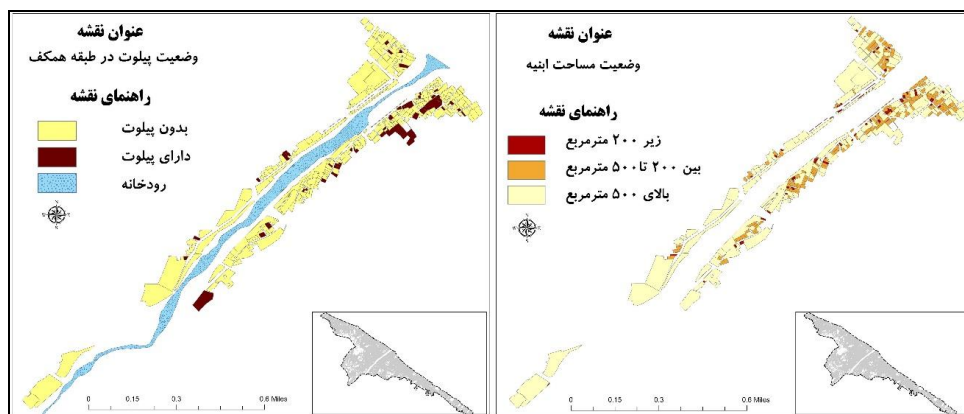 عنوان نقشه
وضعیت مساحت ابنیه
راهنمای نقشه
زیر ۲۰۰ مترمربع
بین ۲۰۰ تا ۵۰۰ مترمربع
بالای ۵۰۰ مترمربع
0 0.15 0.3 0.6 Miles
عنوان نقشه
وضعیت پیلوت در طبقه همکف
راهنمای نقشه
بدون پیلوت
دارای پیلوت
رودخانه
0 0.15 0.3 0.6 Miles